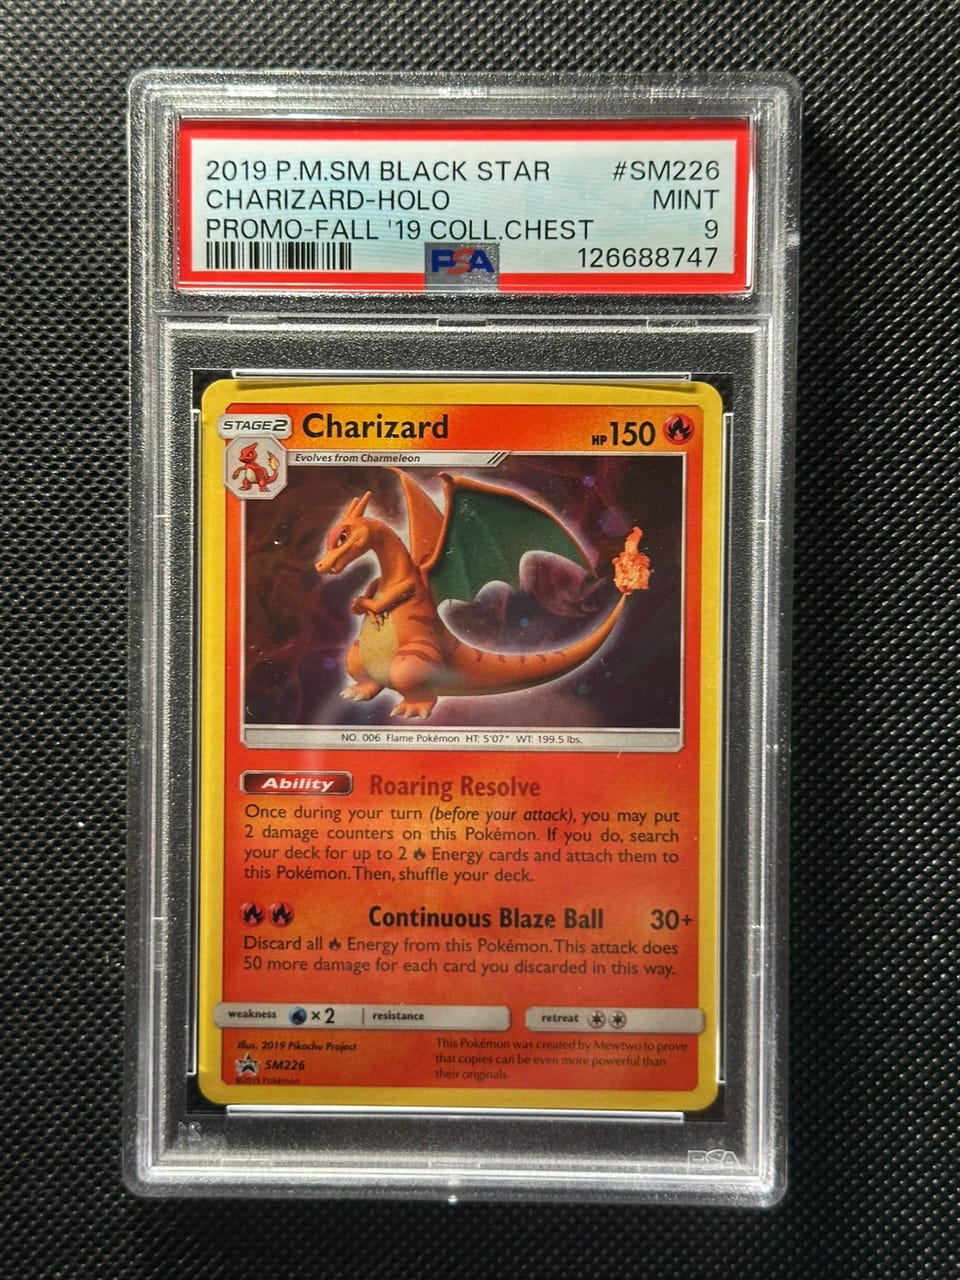 2019 P.M.SM BLACK STAR #SM226
CHARIZARD-HOLO MINT
PROMO-FALL '19 COLL.CHEST 9
PSA 126688747
STAGE 2 Charizard HP 150
Evolves from Charmeleon
NO. 006 Flame Pokémon HT: 5'07" WT: 199.5 lbs.
Ability Roaring Resolve
Once during your turn (before your attack), you may put
2 damage counters on this Pokémon. If you do, search
your deck for up to 2 Energy cards and attach them to
this Pokémon. Then, shuffle your deck.
Continuous Blaze Ball 30+
Discard all Energy from this Pokémon. This attack does
50 more damage for each card you discarded in this way.
weakness ×2 resistance retreat
Illus. 2019 Pikachu Project
SM226
©2019 Pokémon
This Pokémon was created by Mewtwo to prove
that copies can be even more powerful than
their originals.
PSA